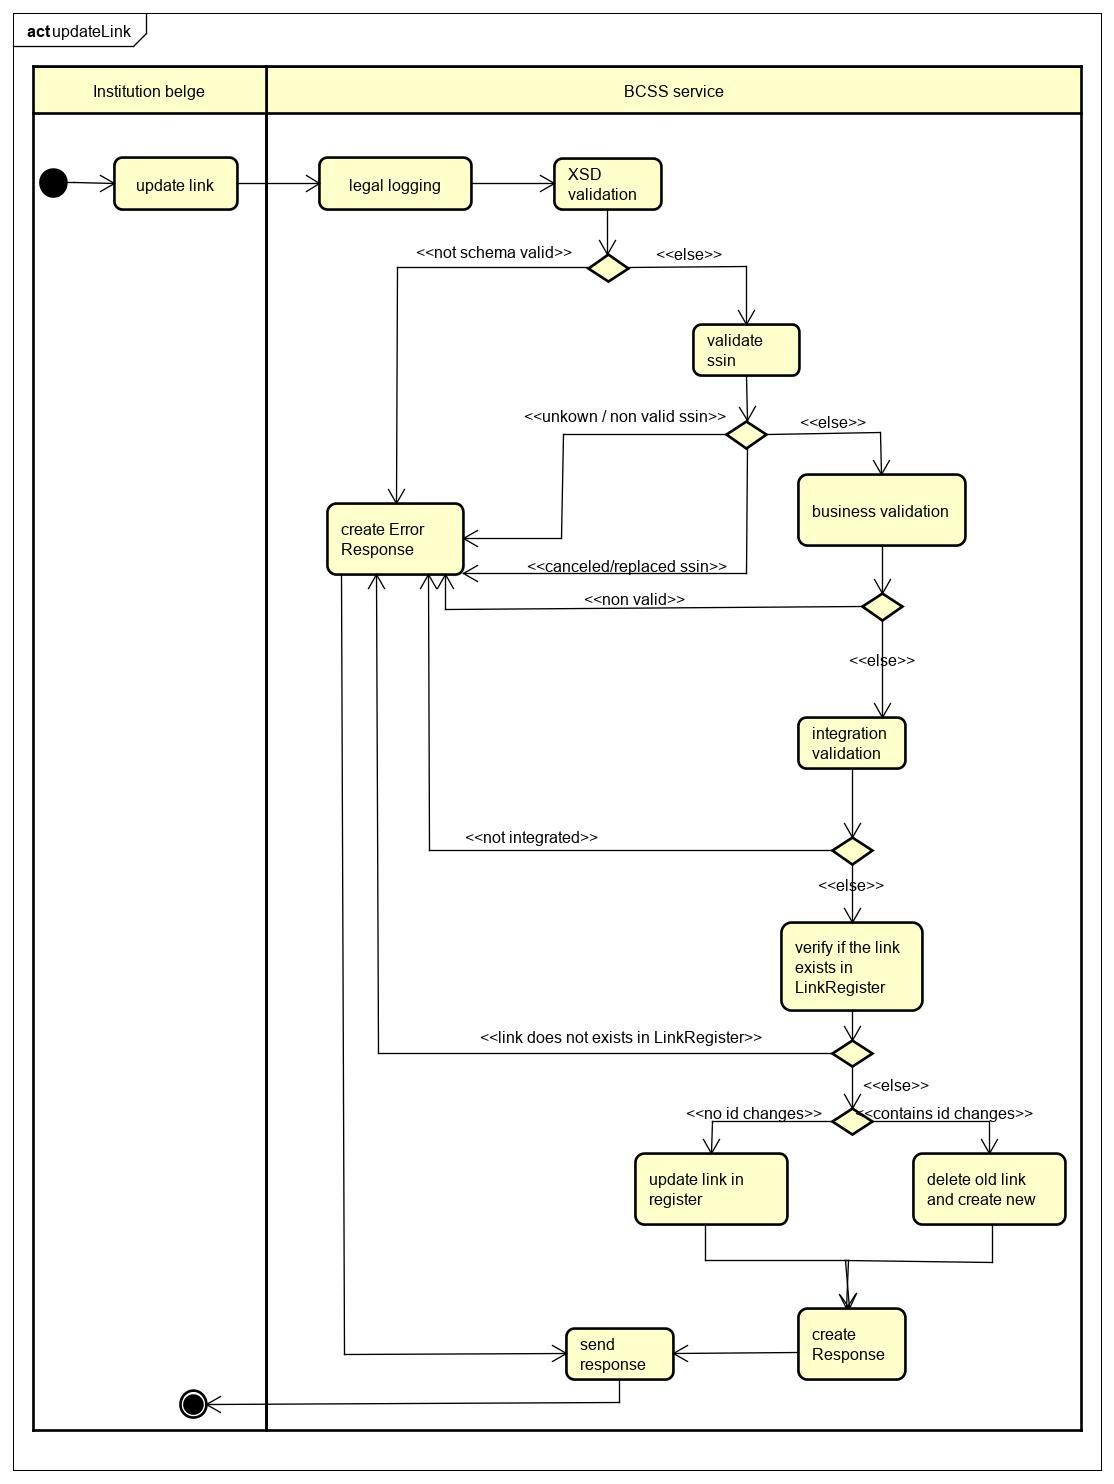 act updateLink
Institution belge
BCSS service
update link
legal logging
XSD
validation
<<not schema valid>>
<<else>>
validate
ssin
<<unkown / non valid ssin>>
<<else>>
business validation
create Error
Response
<<canceled/replaced ssin>>
<<non valid>>
<<else>>
integration
validation
<<not integrated>>
<<else>>
verify if the link
exists in
LinkRegister
<<link does not exists in LinkRegister>>
<<else>>
<<no id changes>>
<<contains id changes>>
update link in
register
delete old link
and create new
create
Response
send
response